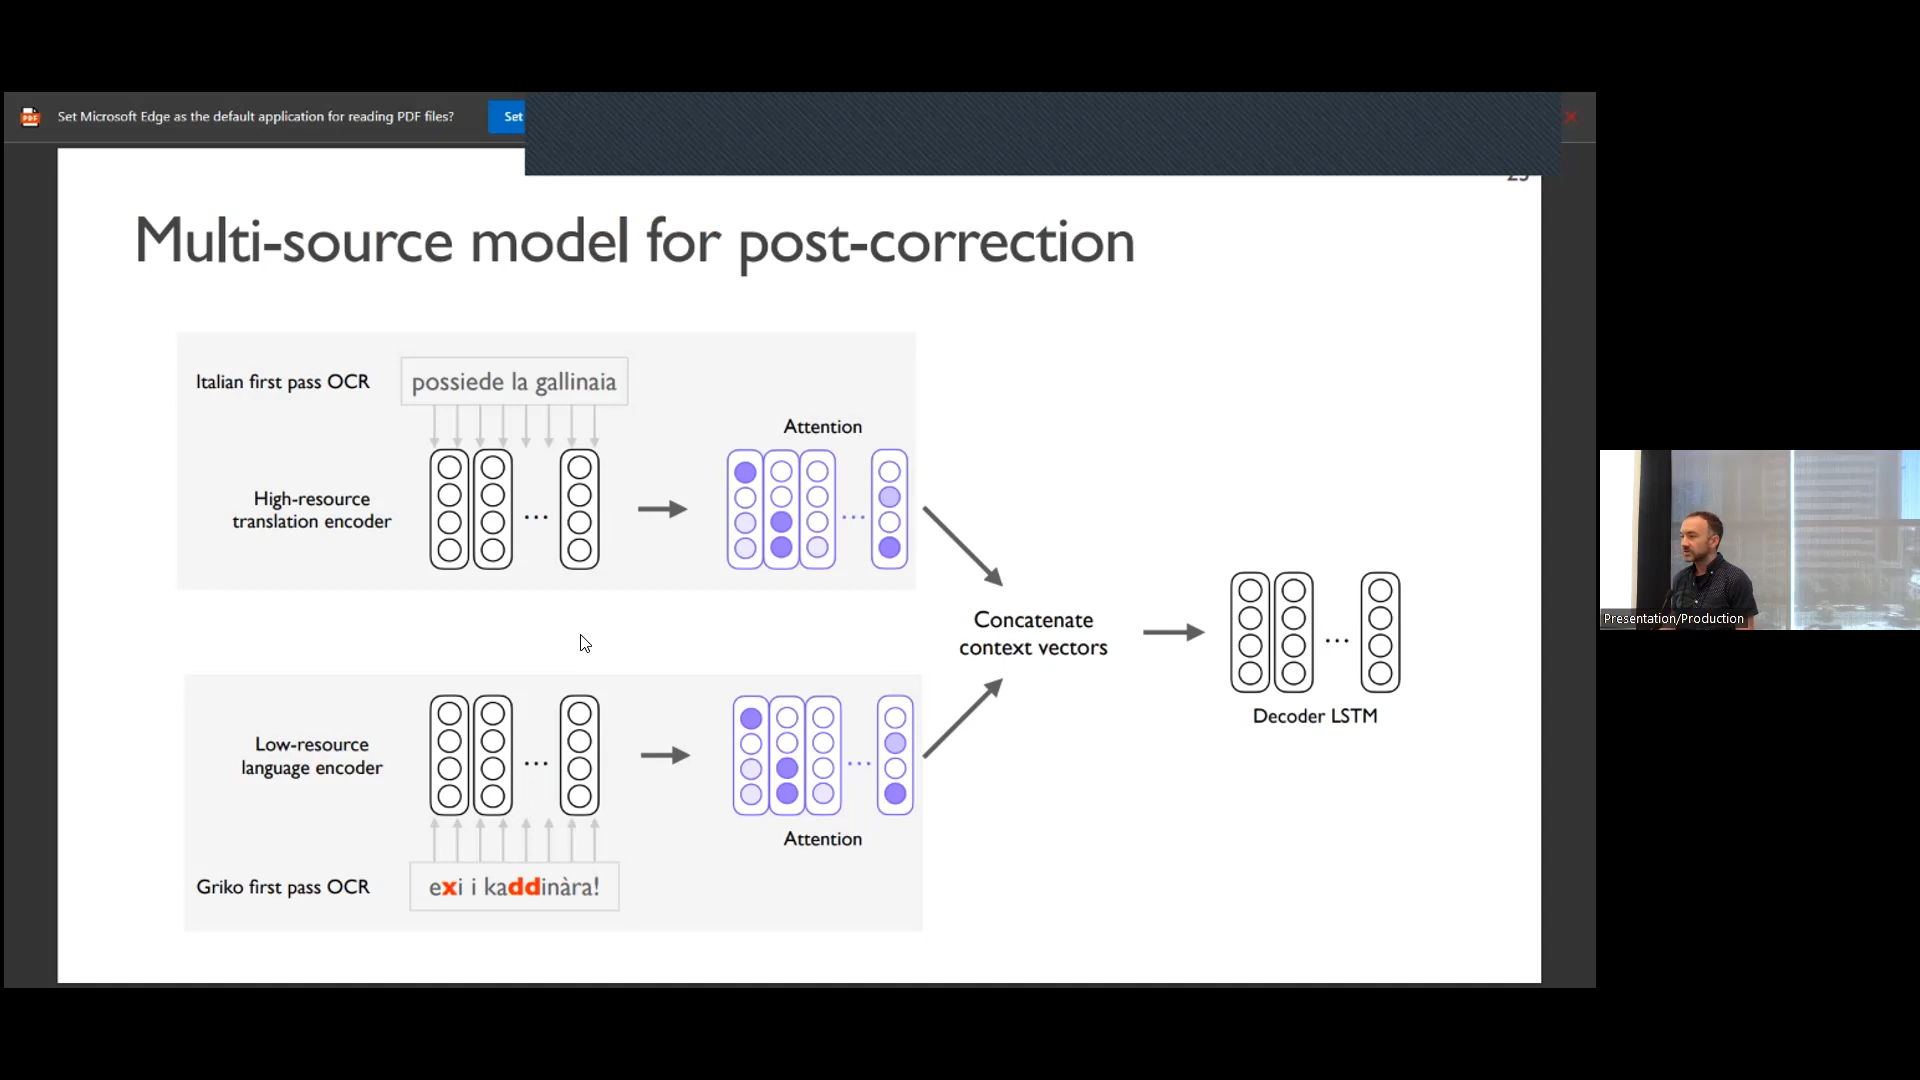 PDF
Set Microsoft Edge as the default application for reading PDF files?
Set
Multi-source model for post-correction
Italian first pass OCR
possiede la gallinaia
Attention
High-resource
translation encoder
...
...
Concatenate
context vectors
...
Decoder LSTM
Low-resource
language encoder
...
...
Attention
Griko first pass OCR
exi i kaddinàra!
Presentation/Production